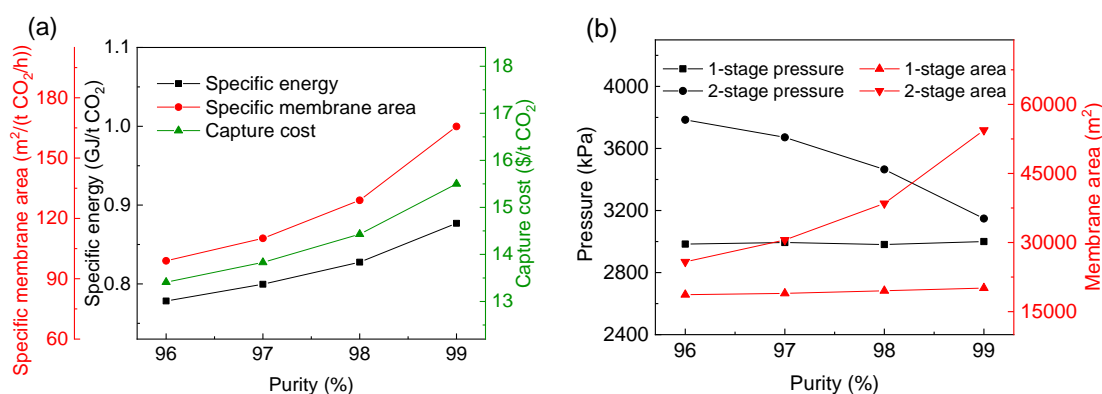 (a)
Specific membrane area (m²/(t CO₂/h))
180
150
120
90
60
Specific energy (GJ/t CO₂)
1.1
1.0
0.9
0.8
Specific energy
Specific membrane area
Capture cost
18
17
16
15
14
13
Capture cost ($/t CO₂)
96 97 98 99
Purity (%)
(b)
Pressure (kPa)
4000
3600
3200
2800
2400
1-stage pressure 1-stage area
2-stage pressure 2-stage area
60000
45000
30000
15000
Membrane area (m²)
96 97 98 99
Purity (%)